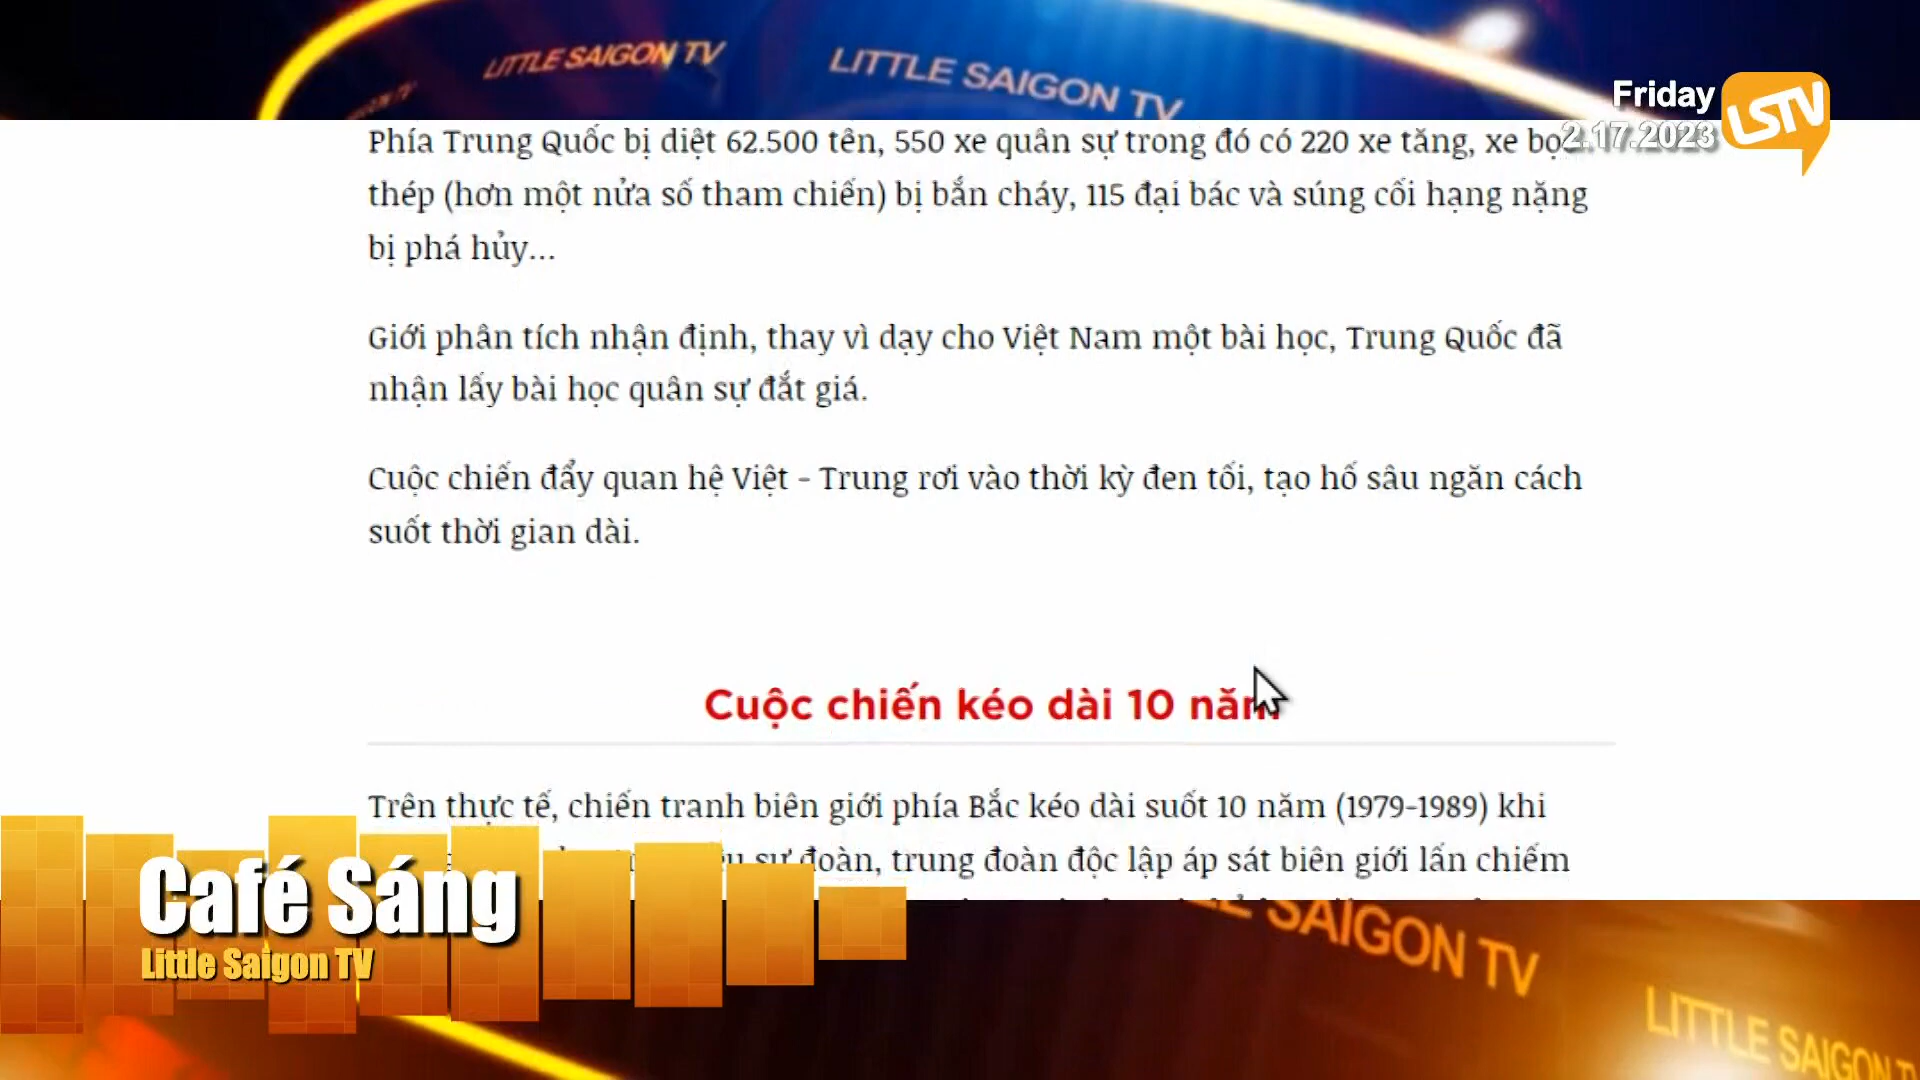 LITTLE SAIGON TV
LITTLE SAIGON TV
Friday
2.17.2023
LSTV
Phía Trung Quốc bị diệt 62.500 tên, 550 xe quân sự trong đó có 220 xe tăng, xe bọc
thép (hơn một nửa số tham chiến) bị bắn cháy, 115 đại bác và súng cối hạng nặng
bị phá hủy...
Giới phân tích nhận định, thay vì dạy cho Việt Nam một bài học, Trung Quốc đã
nhận lấy bài học quân sự đắt giá.
Cuộc chiến đẩy quan hệ Việt - Trung rơi vào thời kỳ đen tối, tạo hố sâu ngăn cách
suốt thời gian dài.
Cuộc chiến kéo dài 10 năm
Trên thực tế, chiến tranh biên giới phía Bắc kéo dài suốt 10 năm (1979-1989) khi
sư đoàn, trung đoàn độc lập áp sát biên giới lấn chiếm
Café Sáng
Little Saigon TV
SAIGON TV
LITTLE SAIGON TV